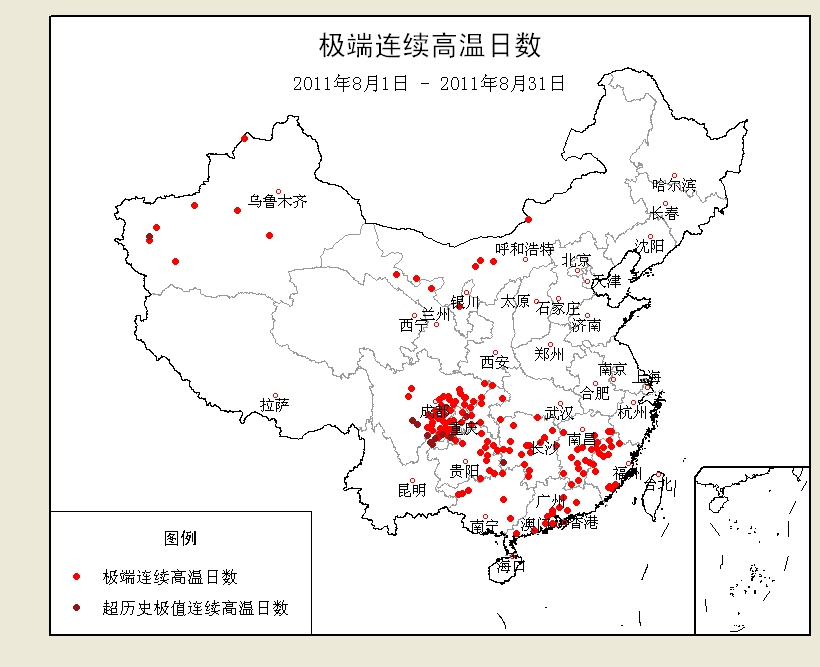 极端连续高温日数
2011年8月1日 - 2011年8月31日
哈尔滨
乌鲁木齐
长春
沈阳
呼和浩特
北京
天津
银川
太原
石家庄
兰州
西宁
济南
郑州
西安
南京
上海
合肥
拉萨
成都
武汉
杭州
重庆
南昌
长沙
贵阳
福州
台北
昆明
广州
南宁
澳门
香港
海口
图例
极端连续高温日数
超历史极值连续高温日数